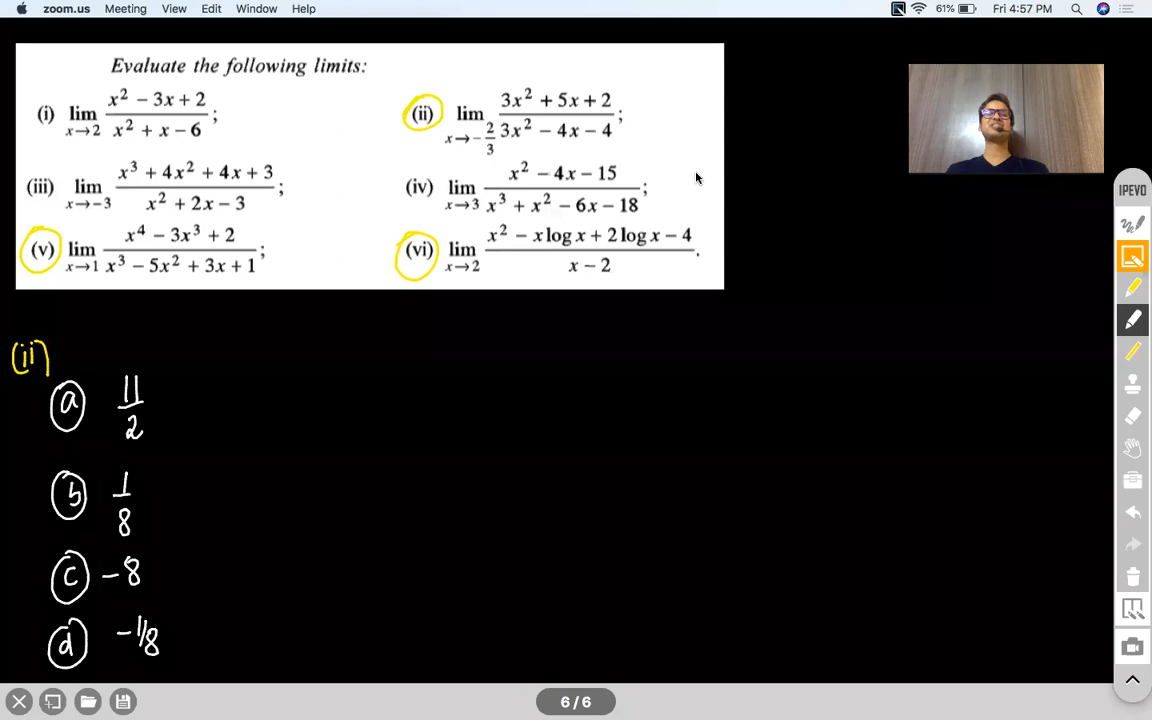 zoom.us Meeting View Edit Window Help 61% Fri 4:57 PM
Evaluate the following limits:
(i) lim x→2 (x² − 3x + 2)/(x² + x − 6) ;
(ii) lim x→−2/3 (3x² + 5x + 2)/(3x² − 4x − 4) ;
(iii) lim x→−3 (x³ + 4x² + 4x + 3)/(x² + 2x − 3) ;
(iv) lim x→3 (x² − 4x − 15)/(x³ + x² − 6x − 18) ;
(v) lim x→1 (x⁴ − 3x³ + 2)/(x³ − 5x² + 3x + 1) ;
(vi) lim x→2 (x² − x log x + 2 log x − 4)/(x − 2) .
IPEVO
(ii)
(a) 11/2
(b) 1/8
(c) −8
(d) −1/8
6 / 6